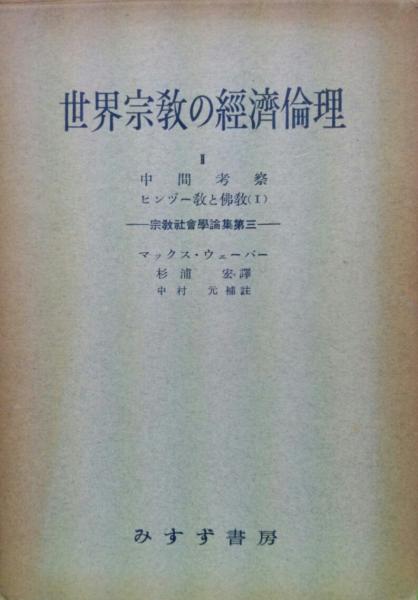 世界宗教の經濟倫理
II
中間考察
ヒンヅー教と佛教(I)
―宗教社會學論集第三―
マックス・ウェーバー
杉浦 宏譯
中村 元補註
みすず書房